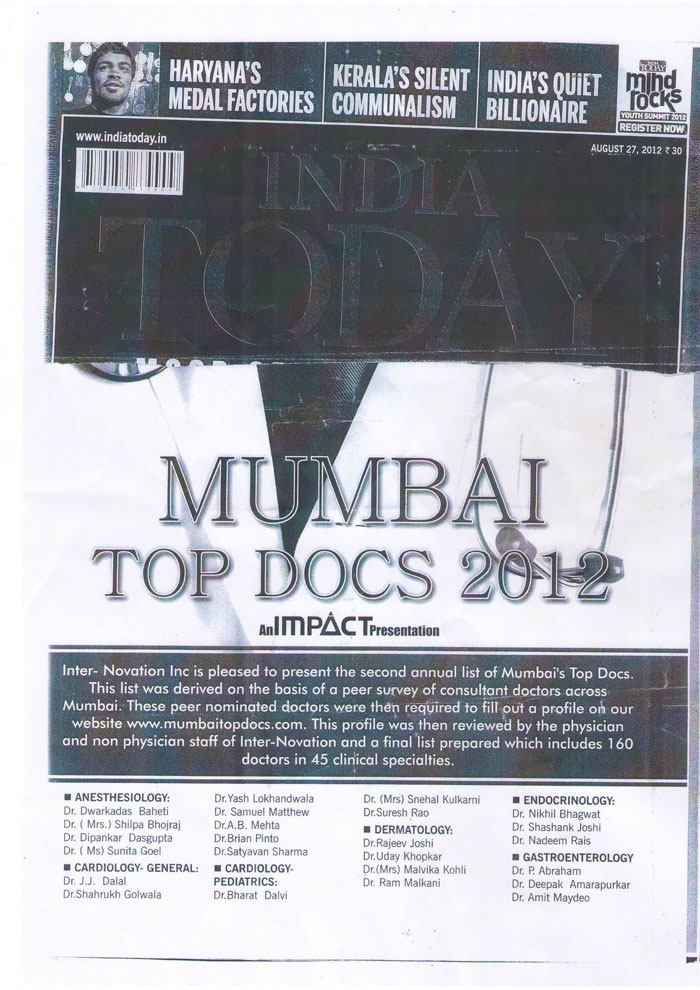 HARYANA'S
MEDAL FACTORIES
KERALA'S SILENT
COMMUNALISM
INDIA'S QUiET
BILLIONAIRE
INDIA
TODAY
mind
rocks
YOUTH SUMMIT 2012
REGISTER NOW
www.indiatoday.in
AUGUST 27, 2012 ₹ 30
INDIA
TODAY
MUMBAI
TOP DOCS 2012
An IMPACT Presentation
Inter- Novation Inc is pleased to present the second annual list of Mumbai's Top Docs.
This list was derived on the basis of a peer survey of consultant doctors across
Mumbai. These peer nominated doctors were then required to fill out a profile on our
website www.mumbaitopdocs.com. This profile was then reviewed by the physician
and non physician staff of Inter-Novation and a final list prepared which includes 160
doctors in 45 clinical specialties.
■ ANESTHESIOLOGY:
Dr. Dwarkadas Baheti
Dr. ( Mrs.) Shilpa Bhojraj
Dr. Dipankar Dasgupta
Dr. ( Ms) Sunita Goel
■ CARDIOLOGY- GENERAL:
Dr. J.J. Dalal
Dr.Shahrukh Golwala
Dr.Yash Lokhandwala
Dr. Samuel Matthew
Dr.A.B. Mehta
Dr.Brian Pinto
Dr.Satyavan Sharma
■ CARDIOLOGY-
PEDIATRICS:
Dr.Bharat Dalvi
Dr. (Mrs) Snehal Kulkarni
Dr.Suresh Rao
■ DERMATOLOGY:
Dr.Rajeev Joshi
Dr.Uday Khopkar
Dr.(Mrs) Malvika Kohli
Dr. Ram Malkani
■ ENDOCRINOLOGY:
Dr. Nikhil Bhagwat
Dr. Shashank Joshi
Dr. Nadeem Rais
■ GASTROENTEROLOGY
Dr. P. Abraham
Dr. Deepak Amarapurkar
Dr. Amit Maydeo